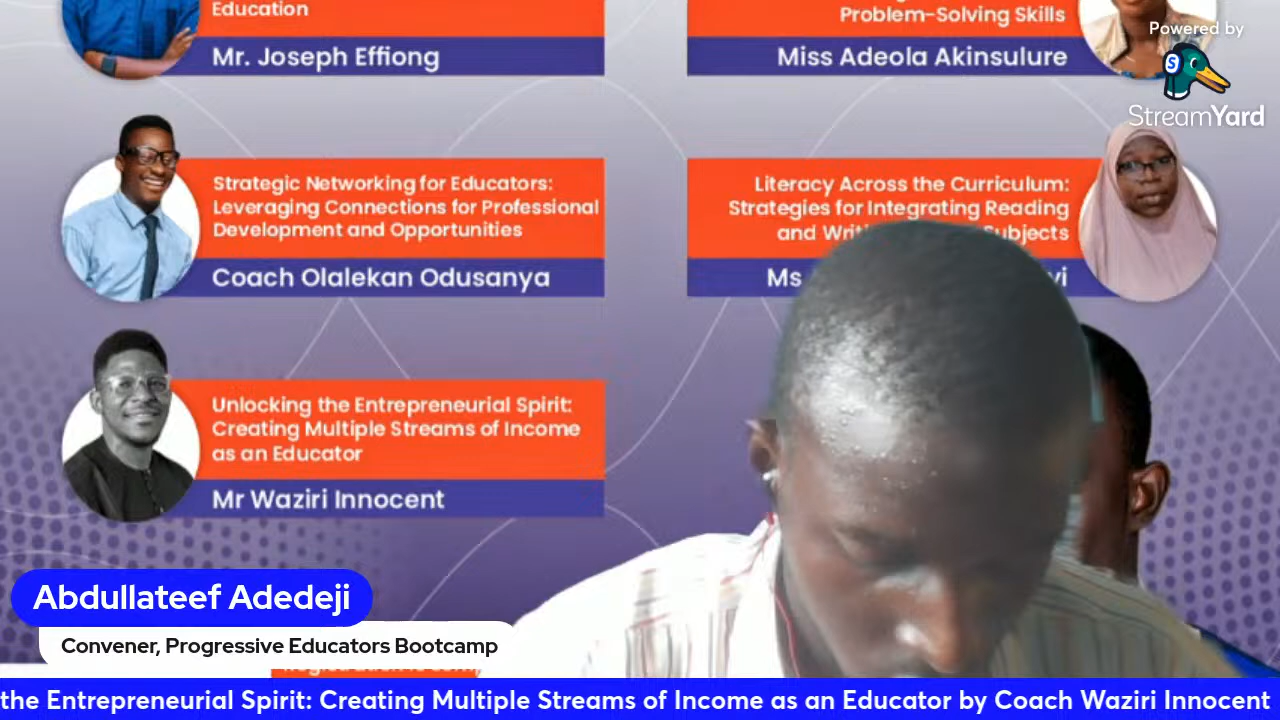 Education
Mr. Joseph Effiong
Problem-Solving Skills
Miss Adeola Akinsulure
Powered by
S
StreamYard
Strategic Networking for Educators:
Leveraging Connections for Professional
Development and Opportunities
Coach Olalekan Odusanya
Literacy Across the Curriculum:
Strategies for Integrating Reading
and
Ms
Unlocking the Entrepreneurial Spirit:
Creating Multiple Streams of Income
as an Educator
Mr Waziri Innocent
Abdullateef Adedeji
Convener, Progressive Educators Bootcamp
the Entrepreneurial Spirit: Creating Multiple Streams of Income as an Educator by Coach Waziri Innocent